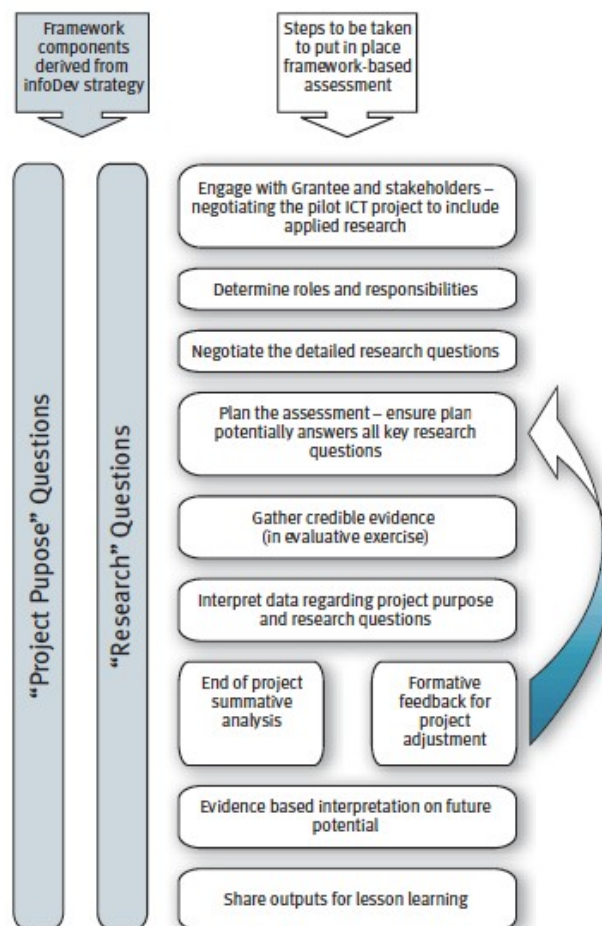 Framework
components
derived from
infoDev strategy
Steps to be taken
to put in place
framework-based
assessment
"Project Pupose" Questions
"Research" Questions
Engage with Grantee and stakeholders –
negotiating the pilot ICT project to include
applied research
Determine roles and responsibilities
Negotiate the detailed research questions
Plan the assessment – ensure plan
potentially answers all key research
questions
Gather credible evidence
(in evaluative exercise)
Interpret data regarding project purpose
and research questions
End of project
summative
analysis
Formative
feedback for
project
adjustment
Evidence based interpretation on future
potential
Share outputs for lesson learning